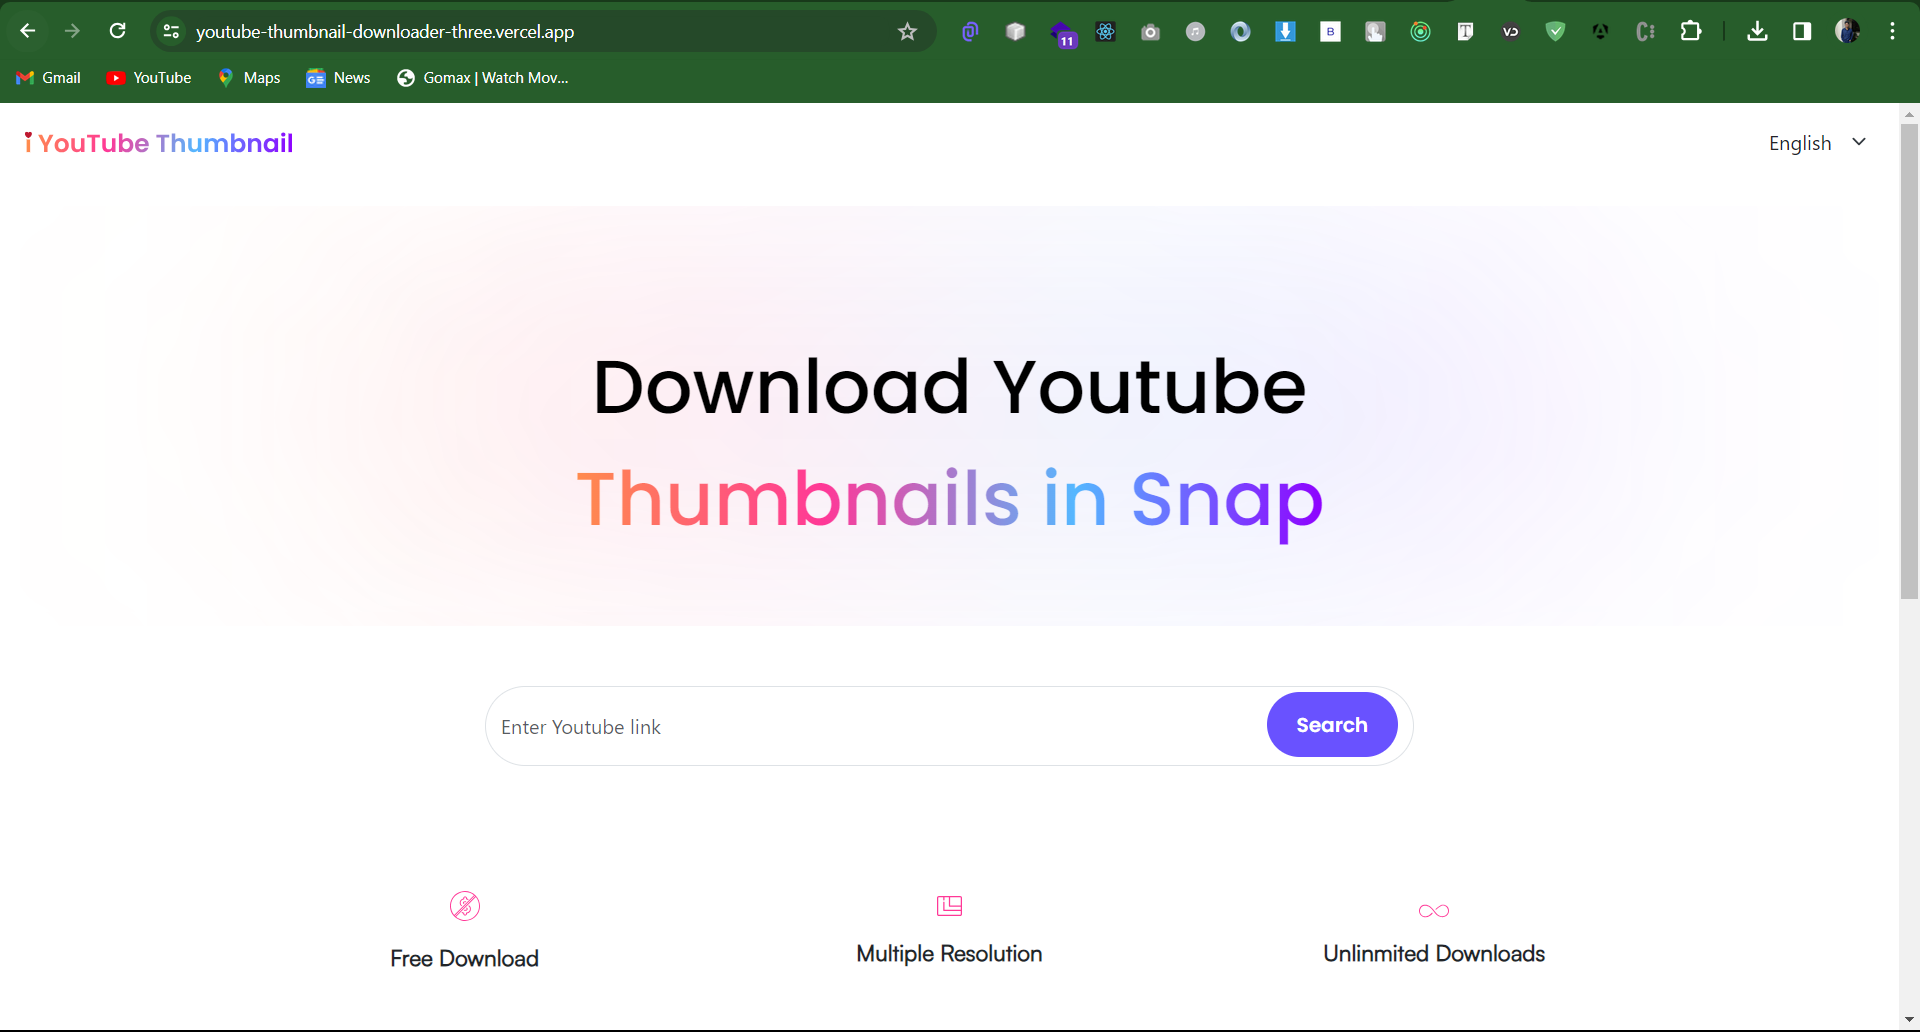 youtube-thumbnail-downloader-three.vercel.app
11
B
T
VD
Gmail
YouTube
Maps
News
Gomax | Watch Mov...
i YouTube Thumbnail
English
Download Youtube
Thumbnails in Snap
Enter Youtube link
Search
Free Download
Multiple Resolution
Unlinmited Downloads